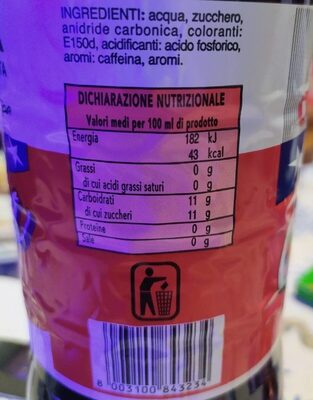 INGREDIENTI: acqua, zucchero,
anidride carbonica, coloranti:
E150d, acidificanti: acido fosforico,
aromi: caffeina, aromi.
DICHIARAZIONE NUTRIZIONALE
Valori medi per 100 ml di prodotto
Energia 182 kJ
43 kcal
Grassi 0 g
di cui acidi grassi saturi 0 g
Carboidrati 11 g
di cui zuccheri 11 g
Proteine 0 g
Sale 0 g
8 003100 843234